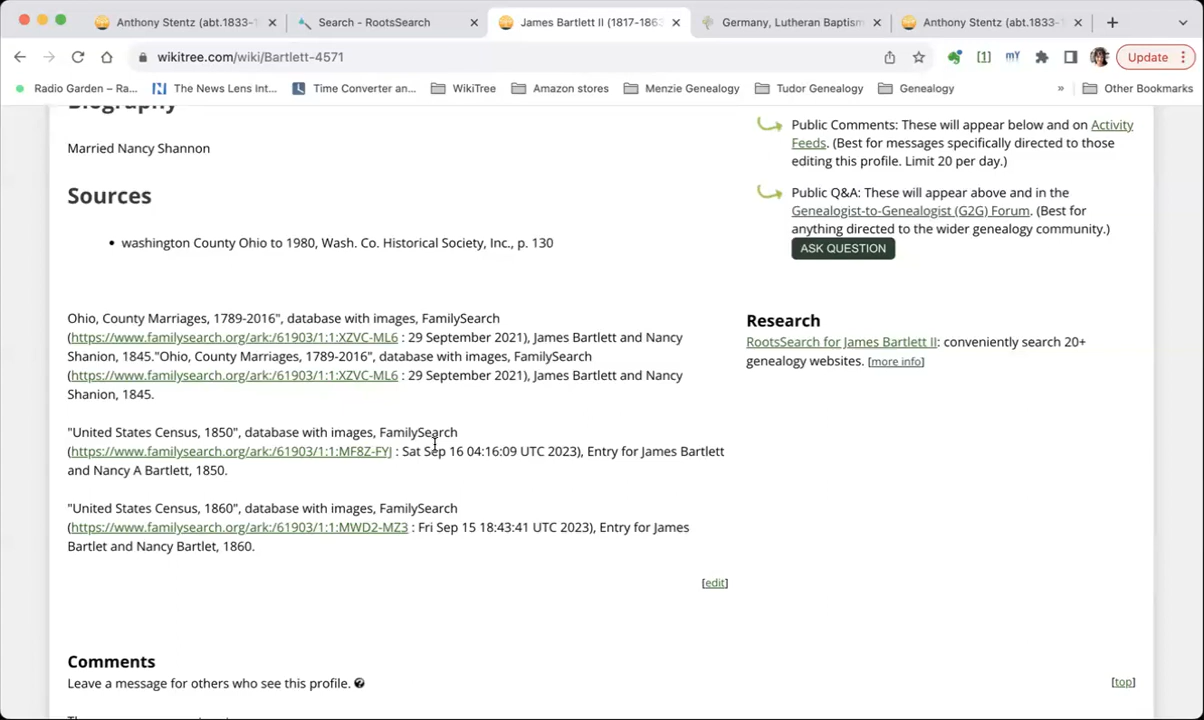 Anthony Stentz (abt.1833-1
Search - RootsSearch
James Bartlett II (1817-1863
Germany, Lutheran Baptism
Anthony Stentz (abt.1833-1
wikitree.com/wiki/Bartlett-4571
[1]
mY
Update
Radio Garden – Ra...
The News Lens Int...
Time Converter an...
WikiTree
Amazon stores
Menzie Genealogy
Tudor Genealogy
Genealogy
»
Other Bookmarks
Biography
Married Nancy Shannon
Sources
• washington County Ohio to 1980, Wash. Co. Historical Society, Inc., p. 130
Ohio, County Marriages, 1789-2016", database with images, FamilySearch
(https://www.familysearch.org/ark:/61903/1:1:XZVC-ML6 : 29 September 2021), James Bartlett and Nancy
Shanion, 1845."Ohio, County Marriages, 1789-2016", database with images, FamilySearch
(https://www.familysearch.org/ark:/61903/1:1:XZVC-ML6 : 29 September 2021), James Bartlett and Nancy
Shanion, 1845.
"United States Census, 1850", database with images, FamilySearch
(https://www.familysearch.org/ark:/61903/1:1:MF8Z-FYJ : Sat Sep 16 04:16:09 UTC 2023), Entry for James Bartlett
and Nancy A Bartlett, 1850.
"United States Census, 1860", database with images, FamilySearch
(https://www.familysearch.org/ark:/61903/1:1:MWD2-MZ3 : Fri Sep 15 18:43:41 UTC 2023), Entry for James
Bartlet and Nancy Bartlet, 1860.
[edit]
Public Comments: These will appear below and on Activity
Feeds. (Best for messages specifically directed to those
editing this profile. Limit 20 per day.)
Public Q&A: These will appear above and in the
Genealogist-to-Genealogist (G2G) Forum. (Best for
anything directed to the wider genealogy community.)
ASK QUESTION
Research
RootsSearch for James Bartlett II: conveniently search 20+
genealogy websites. [more info]
Comments
Leave a message for others who see this profile.
[top]